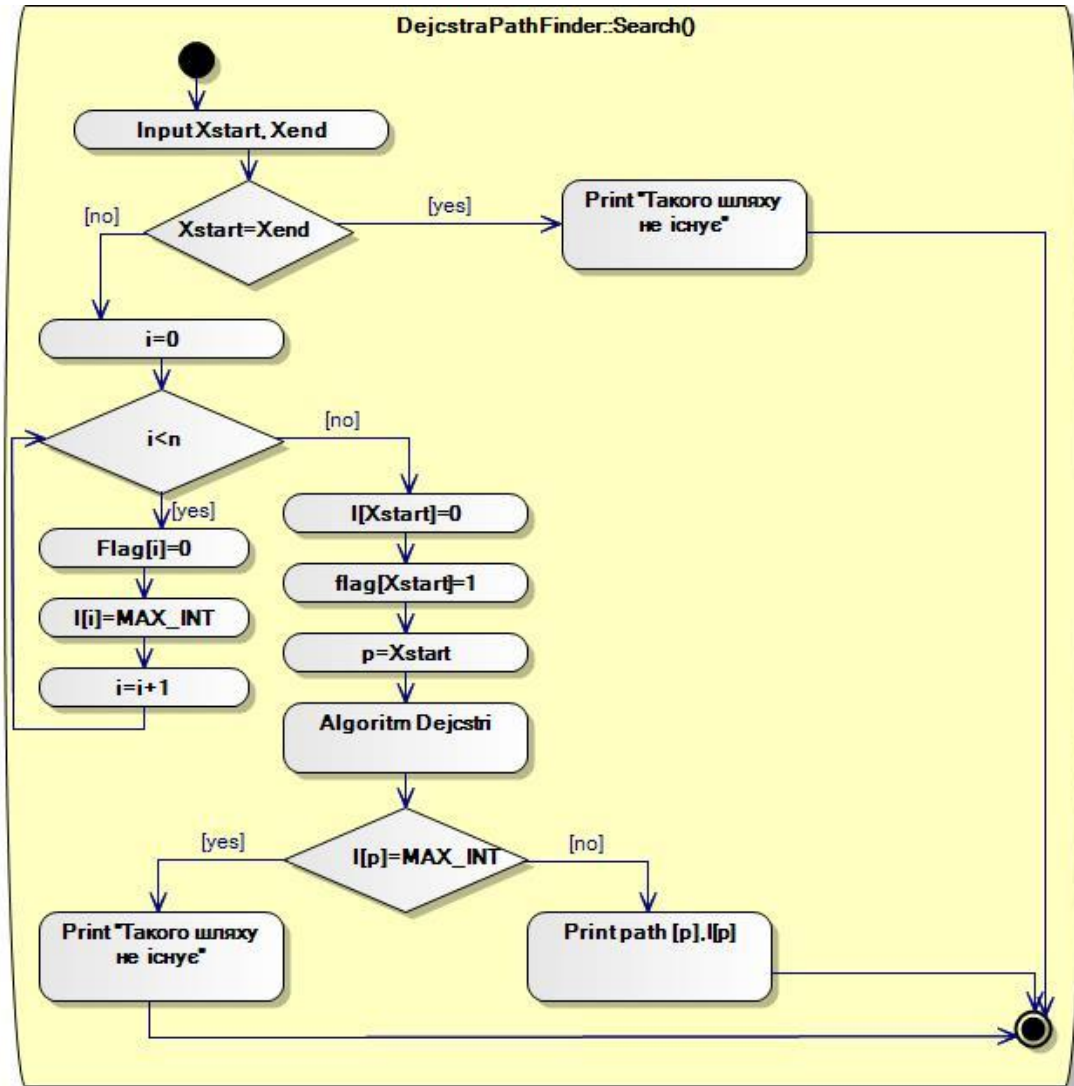 DejcstraPathFinder::Search()
Input Xstart, Xend
Xstart=Xend
[no]
[yes]
Print "Такого шляху
не існує"
i=0
i<n
[no]
[yes]
Flag[i]=0
l[i]=MAX_INT
i=i+1
l[Xstart]=0
flag[Xstart]=1
p=Xstart
Algoritm Dejcstri
l[p]=MAX_INT
[yes]
[no]
Print "Такого шляху
не існує"
Print path [p],l[p]